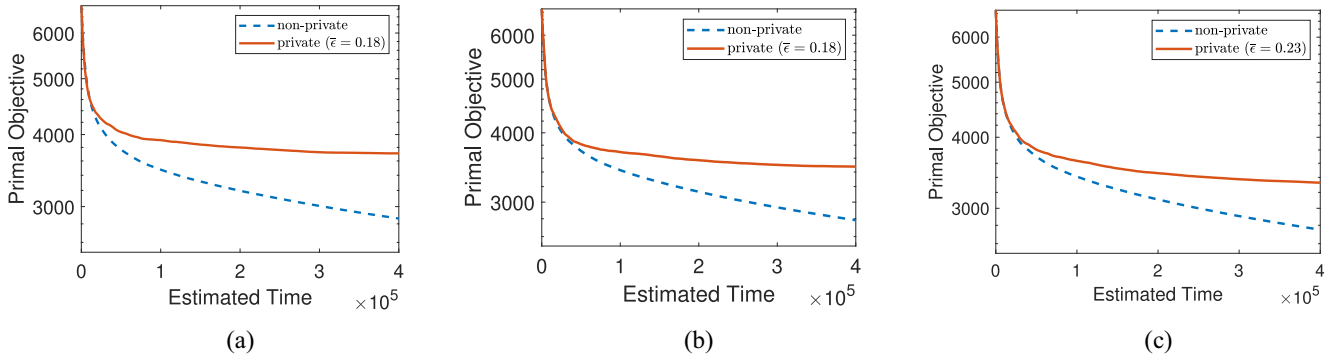 6000
5000
4000
3000
Primal Objective
non-private
private (ε̄ = 0.18)
0 1 2 3 4
Estimated Time ×10^5
(a)
6000
5000
4000
3000
Primal Objective
non-private
private (ε̄ = 0.18)
0 1 2 3 4
Estimated Time ×10^5
(b)
6000
5000
4000
3000
Primal Objective
non-private
private (ε̄ = 0.23)
0 1 2 3 4
Estimated Time ×10^5
(c)